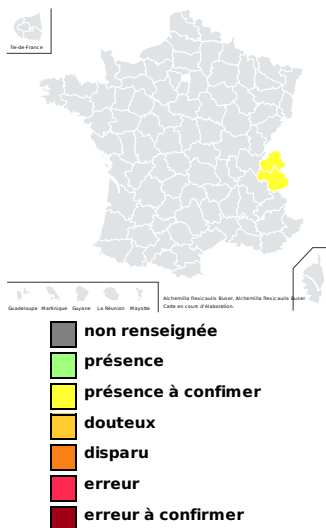 Île-de-France
Guadeloupe Martinique Guyane La Réunion Mayotte
Alchemilla flexicaulis Buser, Alchemilla flexicaulis Buser
Carte en cours d'élaboration.
non renseignée
présence
présence à confimer
douteux
disparu
erreur
erreur à confirmer